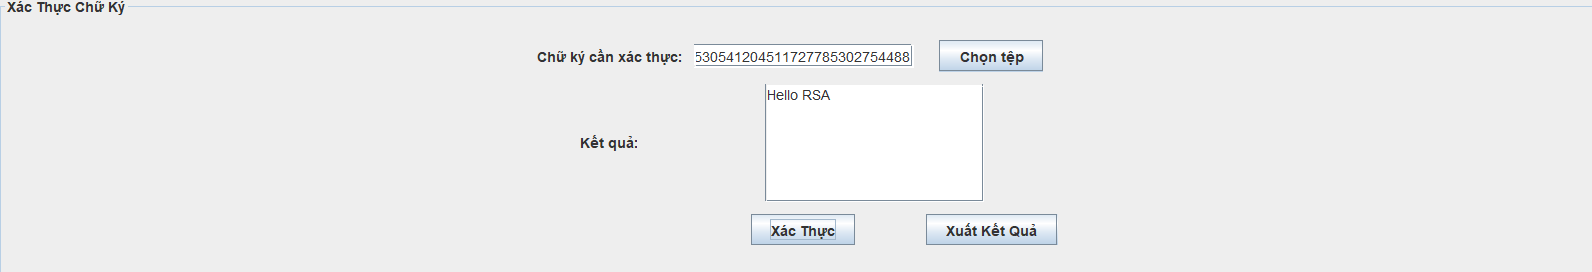 Xác Thực Chữ Ký
Chữ ký cần xác thực: 530541204511727785302754488 Chọn tệp
Hello RSA
Kết quả:
Xác Thực Xuất Kết Quả